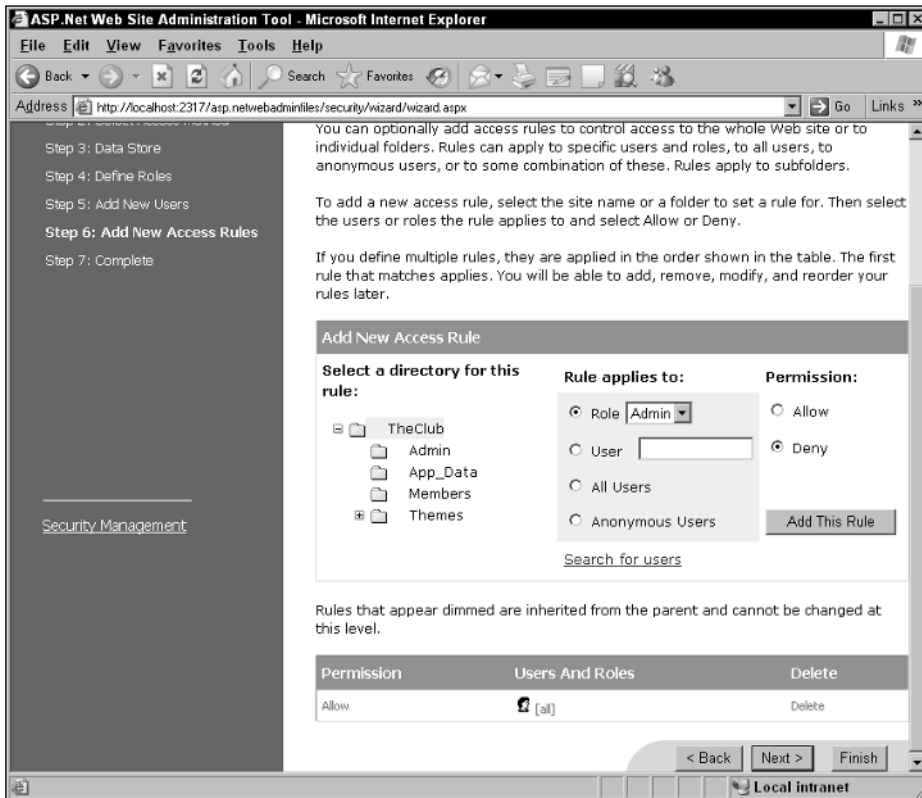 ASP.Net Web Site Administration Tool - Microsoft Internet Explorer
File Edit View Favorites Tools Help
Back Search Favorites
Address http://localhost:2317/asp.netwebadminfiles/security/wizard/wizard.aspx Go Links »
Step 2: Select Access Method
Step 3: Data Store
Step 4: Define Roles
Step 5: Add New Users
Step 6: Add New Access Rules
Step 7: Complete
Security Management
You can optionally add access rules to control access to the whole Web site or to
individual folders. Rules can apply to specific users and roles, to all users, to
anonymous users, or to some combination of these. Rules apply to subfolders.
To add a new access rule, select the site name or a folder to set a rule for. Then select
the users or roles the rule applies to and select Allow or Deny.
If you define multiple rules, they are applied in the order shown in the table. The first
rule that matches applies. You will be able to add, remove, modify, and reorder your
rules later.
Add New Access Rule
Select a directory for this
rule:
TheClub
Admin
App_Data
Members
Themes
Rule applies to:
Role Admin
User
All Users
Anonymous Users
Search for users
Permission:
Allow
Deny
Add This Rule
Rules that appear dimmed are inherited from the parent and cannot be changed at
this level.
Permission Users And Roles Delete
Allow [all] Delete
< Back Next > Finish
Local intranet